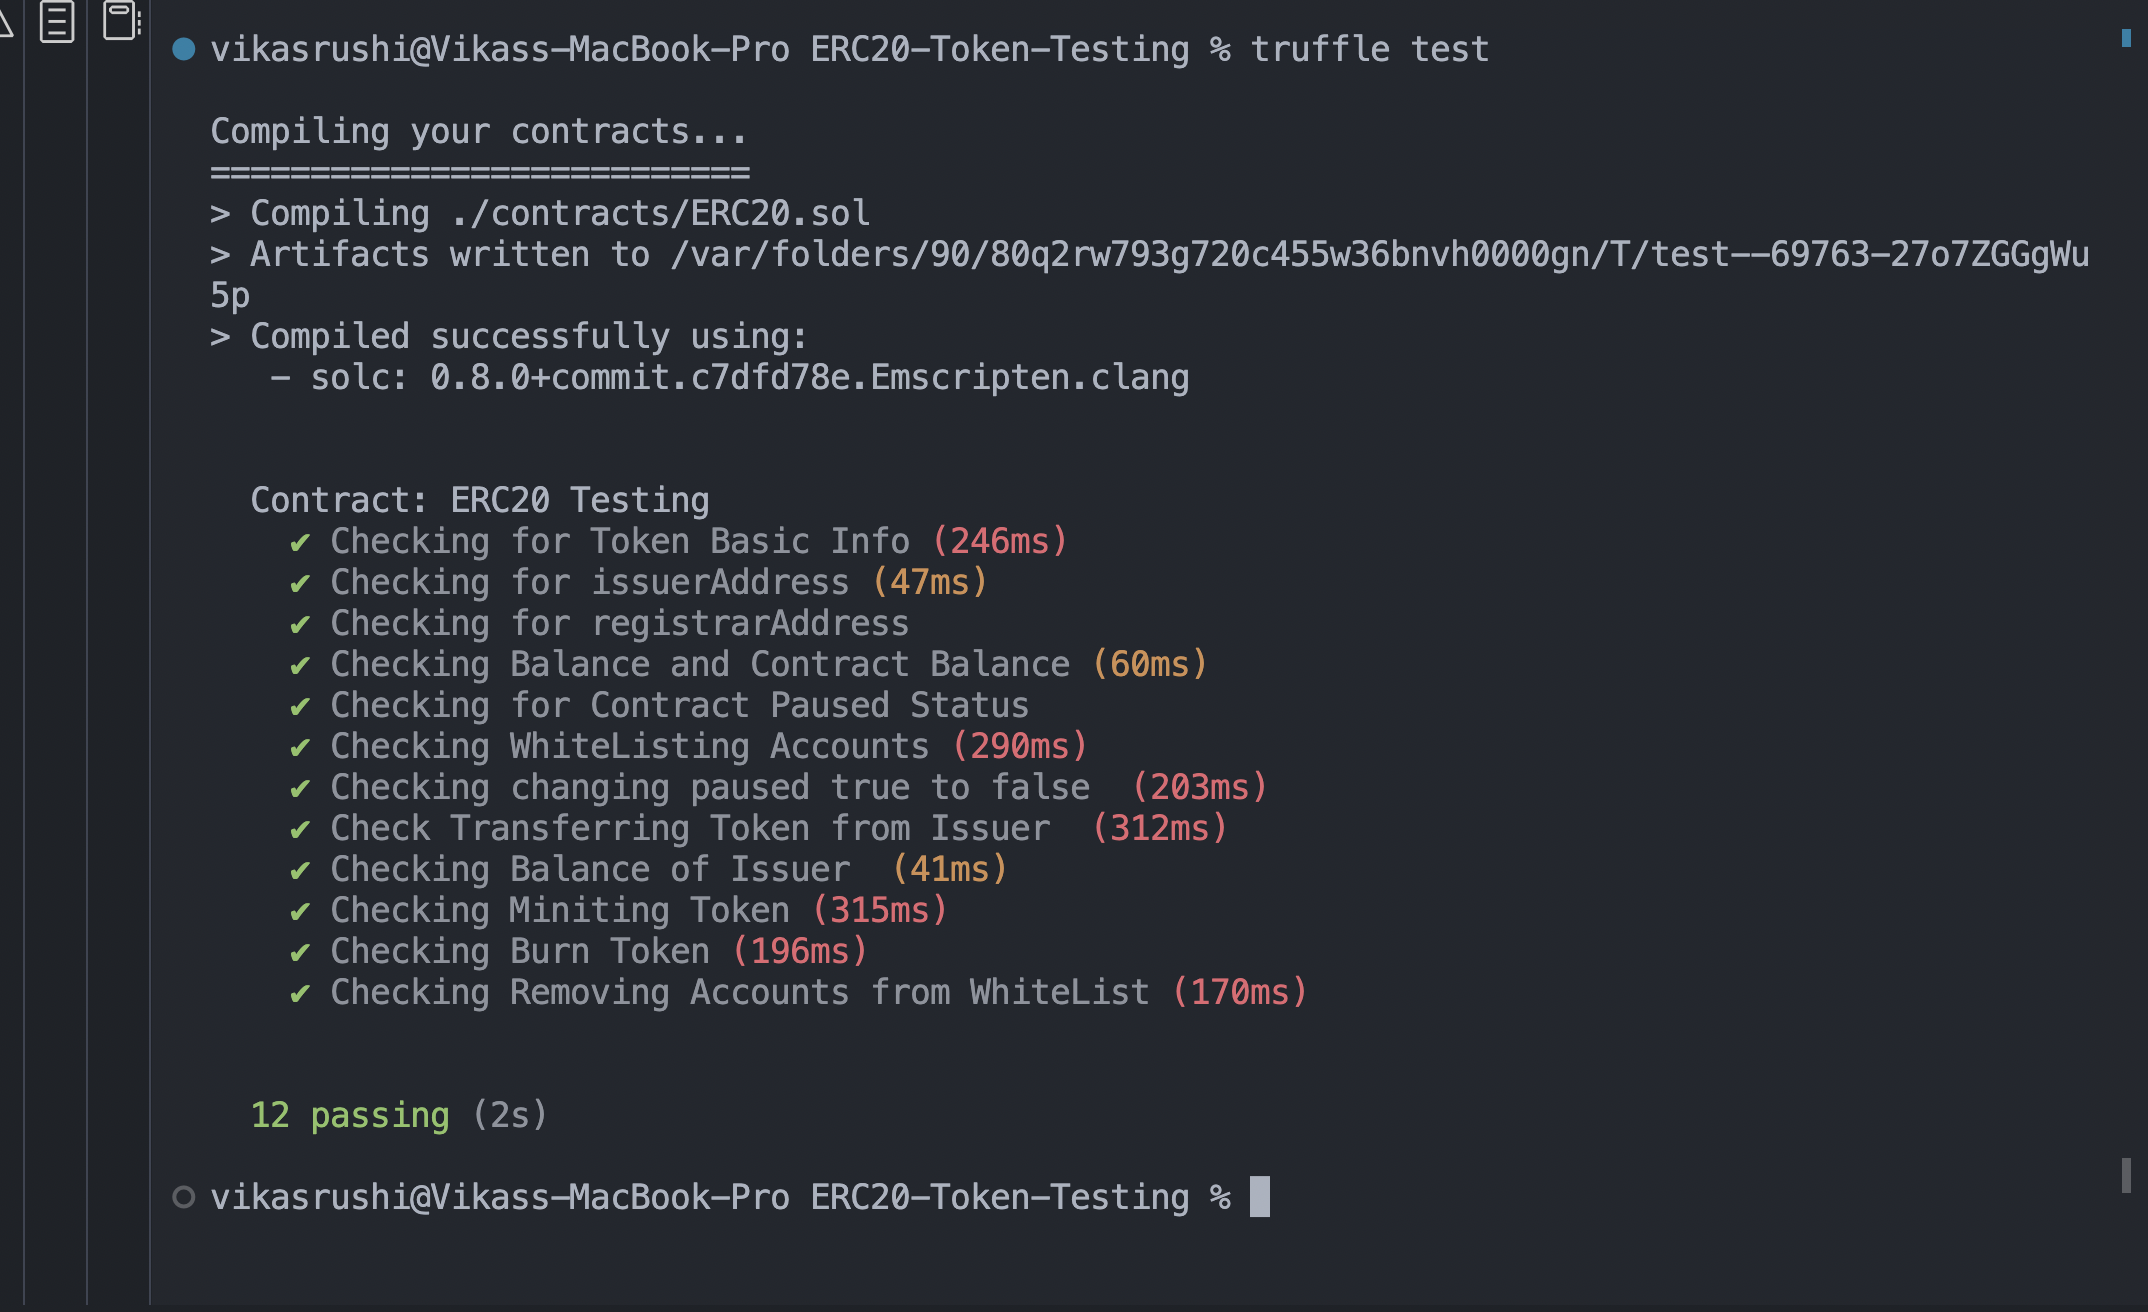 vikasrushi@Vikass-MacBook-Pro ERC20-Token-Testing % truffle test
Compiling your contracts...
===========================
> Compiling ./contracts/ERC20.sol
> Artifacts written to /var/folders/90/80q2rw793g720c455w36bnvh0000gn/T/test--69763-27o7ZGGgWu
5p
> Compiled successfully using:
- solc: 0.8.0+commit.c7dfd78e.Emscripten.clang
Contract: ERC20 Testing
✔ Checking for Token Basic Info (246ms)
✔ Checking for issuerAddress (47ms)
✔ Checking for registrarAddress
✔ Checking Balance and Contract Balance (60ms)
✔ Checking for Contract Paused Status
✔ Checking WhiteListing Accounts (290ms)
✔ Checking changing paused true to false  (203ms)
✔ Check Transferring Token from Issuer  (312ms)
✔ Checking Balance of Issuer  (41ms)
✔ Checking Miniting Token (315ms)
✔ Checking Burn Token (196ms)
✔ Checking Removing Accounts from WhiteList (170ms)
12 passing (2s)
vikasrushi@Vikass-MacBook-Pro ERC20-Token-Testing %